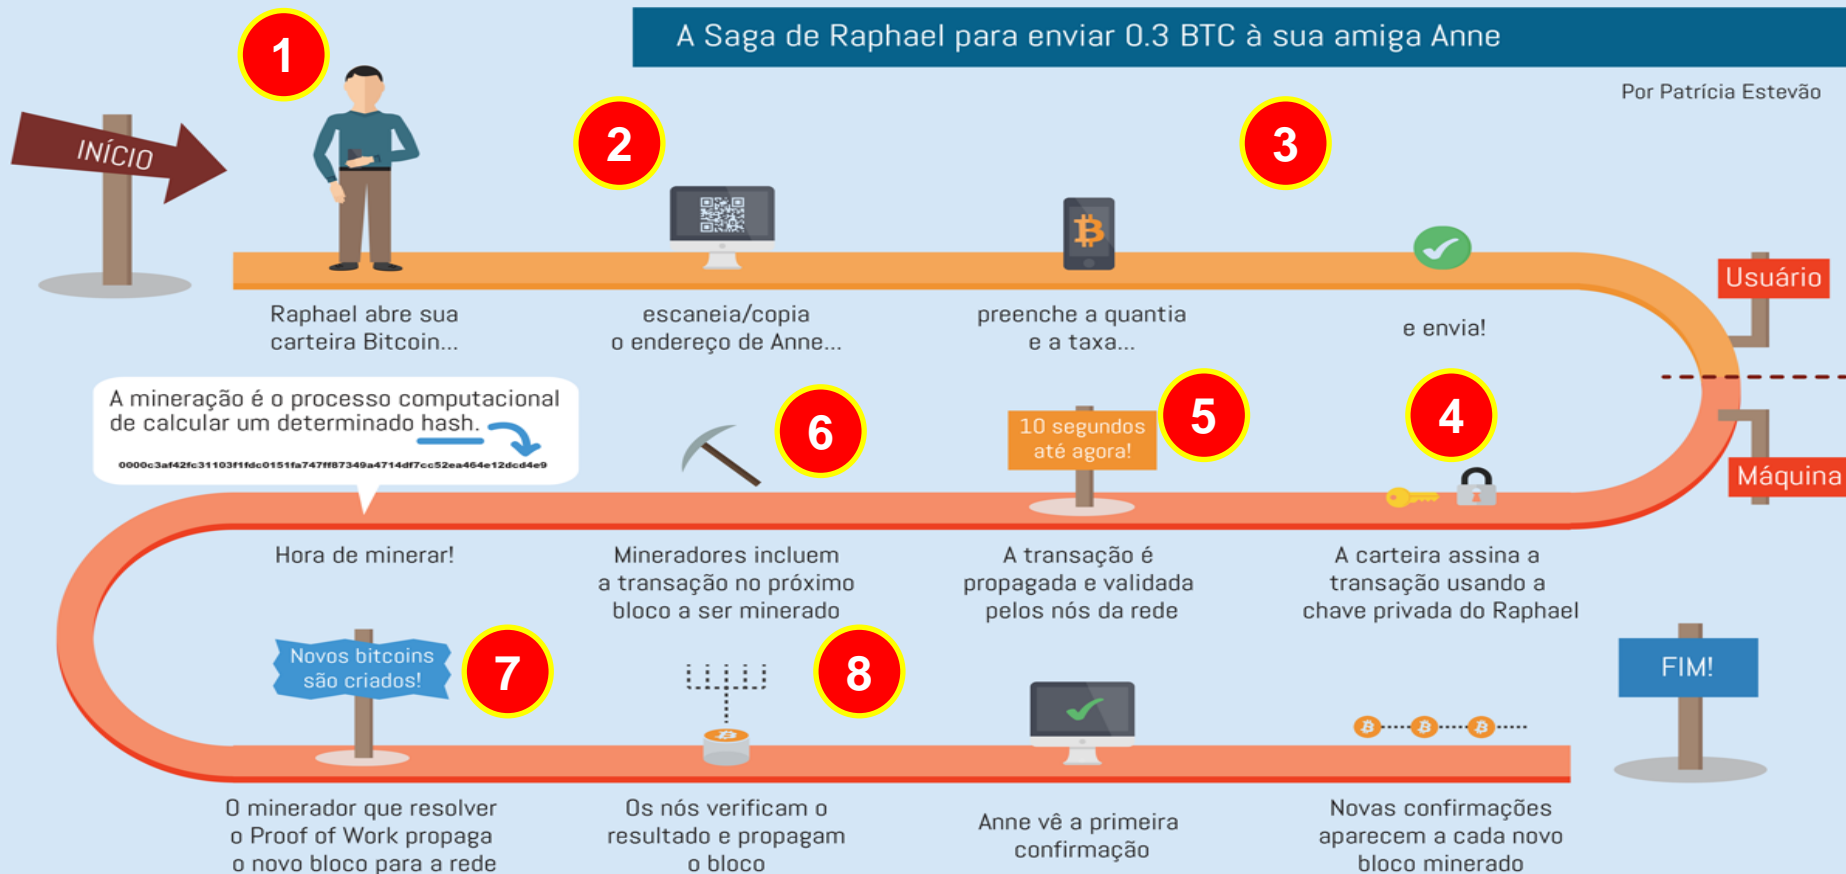 A Saga de Raphael para enviar 0.3 BTC à sua amiga Anne
Por Patrícia Estevão
INÍCIO
1
2
3
Raphael abre sua
carteira Bitcoin...
escaneia/copia
o endereço de Anne...
preenche a quantia
e a taxa...
e envia!
Usuário
Máquina
4
A carteira assina a
transação usando a
chave privada do Raphael
5
10 segundos
até agora!
A transação é
propagada e validada
pelos nós da rede
6
Mineradores incluem
a transação no próximo
bloco a ser minerado
A mineração é o processo computacional
de calcular um determinado hash.
0000c3af42fc31103f1fdc0151fa747ff87349a4714df7cc52ea464e12dcd4e9
Hora de minerar!
Novos bitcoins
são criados!
7
O minerador que resolver
o Proof of Work propaga
o novo bloco para a rede
8
Os nós verificam o
resultado e propagam
o bloco
Anne vê a primeira
confirmação
Novas confirmações
aparecem a cada novo
bloco minerado
FIM!